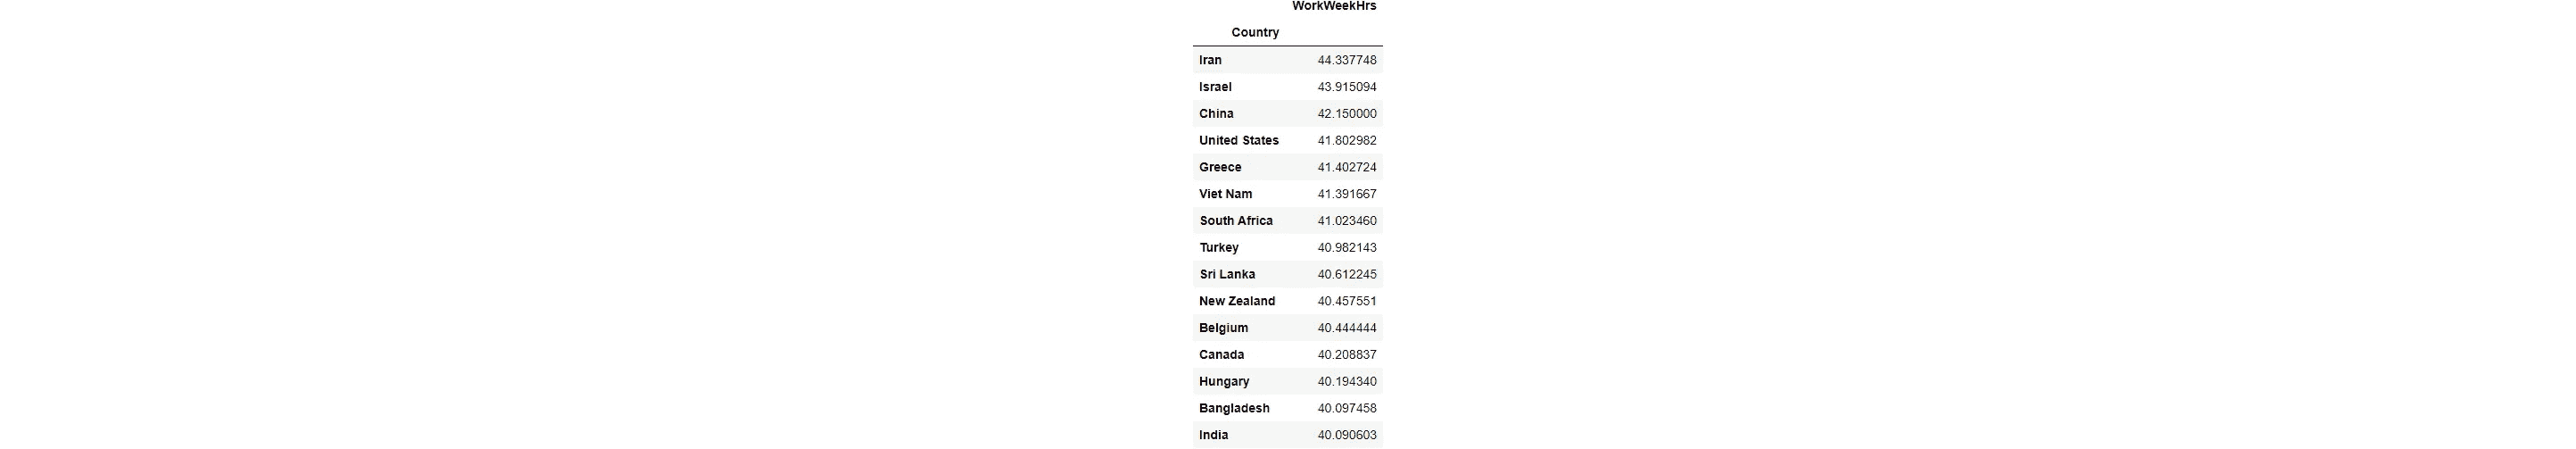 WorkWeekHrs
Country
Iran 44.337748
Israel 43.915094
China 42.150000
United States 41.802982
Greece 41.402724
Viet Nam 41.391667
South Africa 41.023460
Turkey 40.982143
Sri Lanka 40.612245
New Zealand 40.457551
Belgium 40.444444
Canada 40.208837
Hungary 40.194340
Bangladesh 40.097458
India 40.090603